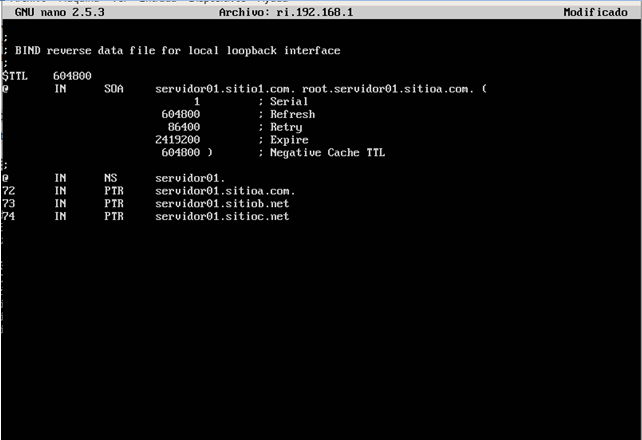 GNU nano 2.5.3 Archivo: ri.192.168.1 Modificado
;
; BIND reverse data file for local loopback interface
;
$TTL 604800
@ IN SOA servidor01.sitio1.com. root.servidor01.sitioa.com. (
1 ; Serial
604800 ; Refresh
86400 ; Retry
2419200 ; Expire
604800 ) ; Negative Cache TTL
;
@ IN NS servidor01.
72 IN PTR servidor01.sitioa.com.
73 IN PTR servidor01.sitiob.net
74 IN PTR servidor01.sitioc.net